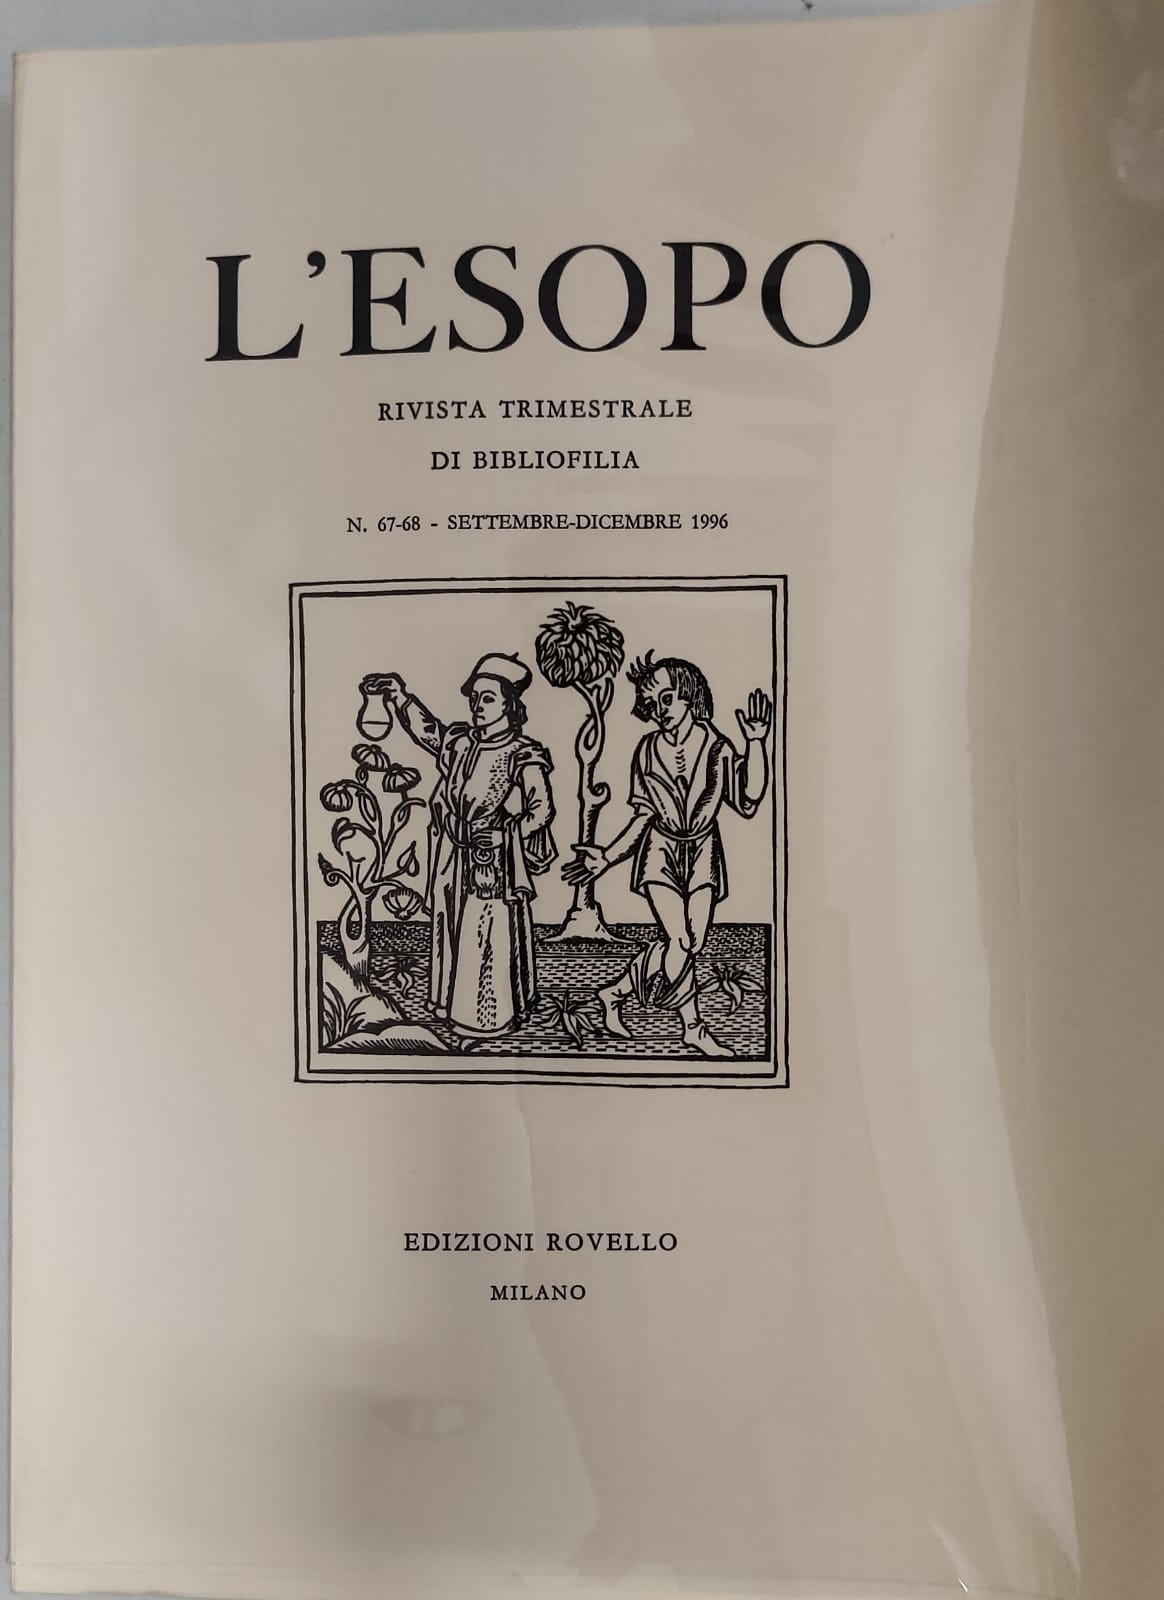 L'ESOPO
RIVISTA TRIMESTRALE
DI BIBLIOFILIA
N. 67-68 - SETTEMBRE-DICEMBRE 1996
EDIZIONI ROVELLO
MILANO